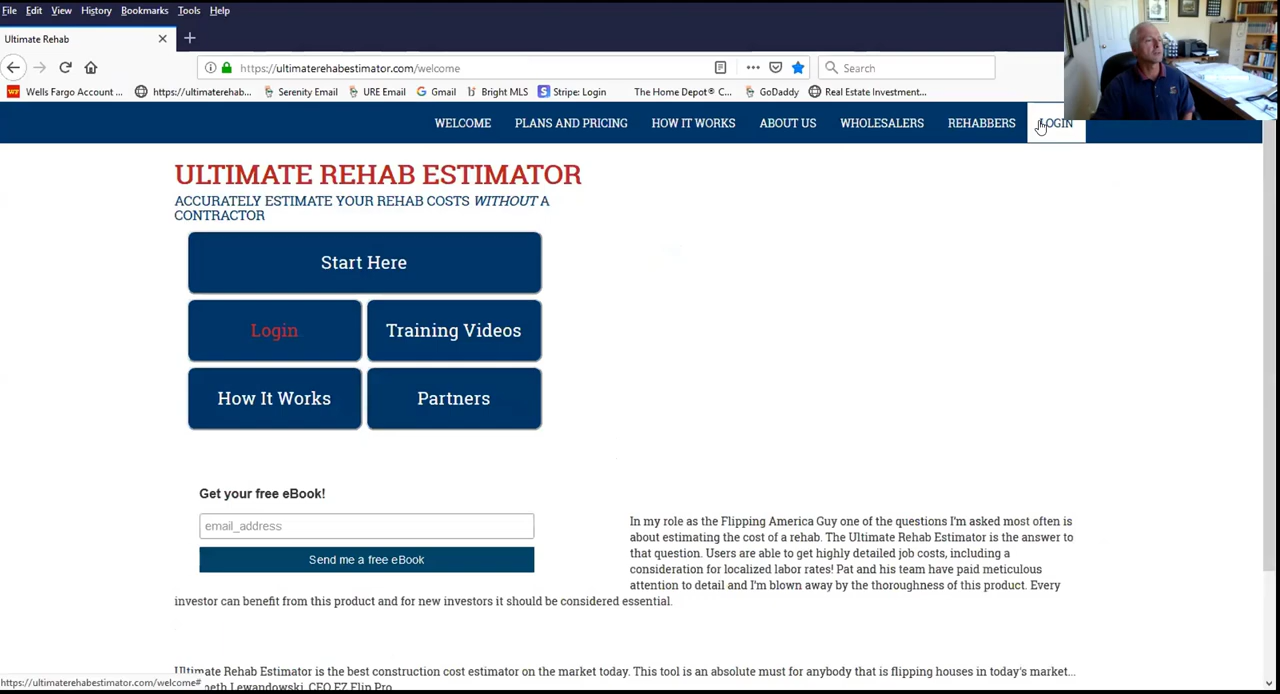 File Edit View History Bookmarks Tools Help
Ultimate Rehab
https://ultimaterehabestimator.com/welcome
Search
Wells Fargo Account ... https://ultimaterehab... Serenity Email URE Email Gmail Bright MLS Stripe: Login The Home Depot® C... GoDaddy Real Estate Investment...
WELCOME PLANS AND PRICING HOW IT WORKS ABOUT US WHOLESALERS REHABBERS LOGIN
ULTIMATE REHAB ESTIMATOR
ACCURATELY ESTIMATE YOUR REHAB COSTS WITHOUT A
CONTRACTOR
Start Here
Login Training Videos
How It Works Partners
Get your free eBook!
email_address
Send me a free eBook
In my role as the Flipping America Guy one of the questions I'm asked most often is
about estimating the cost of a rehab. The Ultimate Rehab Estimator is the answer to
that question. Users are able to get highly detailed job costs, including a
consideration for localized labor rates! Pat and his team have paid meticulous
attention to detail and I'm blown away by the thoroughness of this product. Every
investor can benefit from this product and for new investors it should be considered essential.
Ultimate Rehab Estimator is the best construction cost estimator on the market today. This tool is an absolute must for anybody that is flipping houses in today's market...
https://ultimaterehabestimator.com/welcome# Lewandowski, CEO EZ Flip Pro